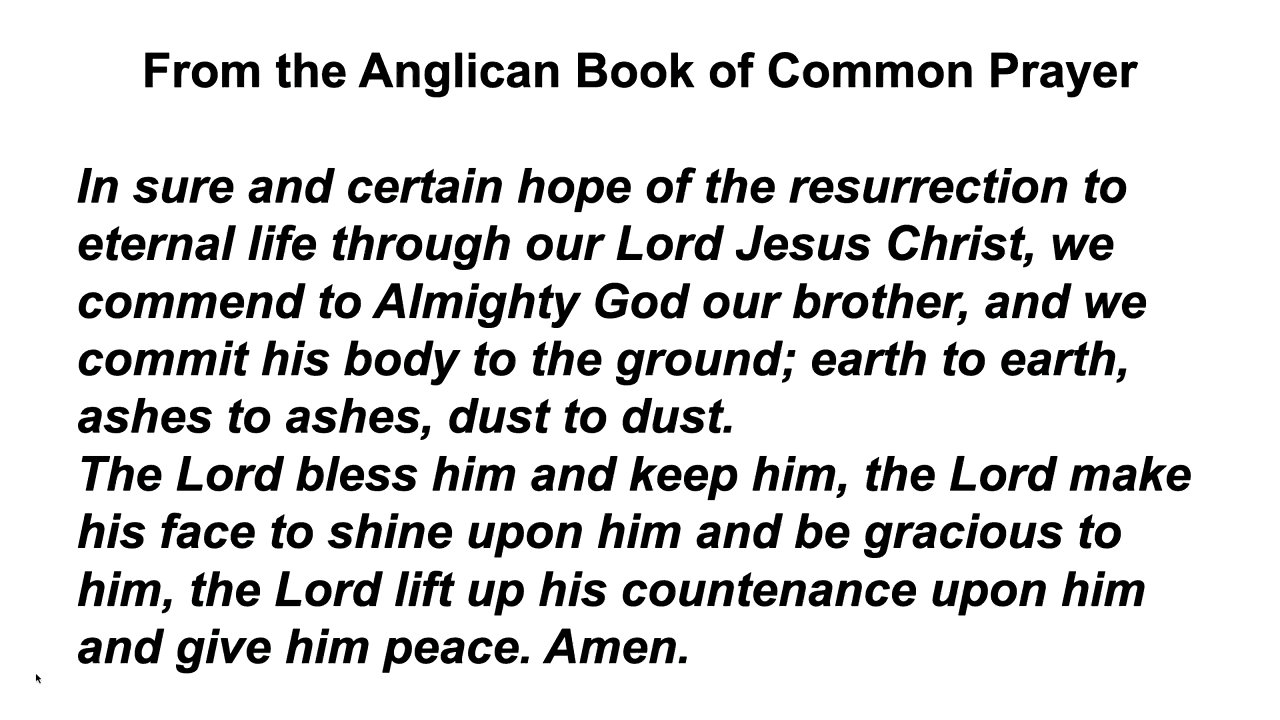 From the Anglican Book of Common Prayer
In sure and certain hope of the resurrection to
eternal life through our Lord Jesus Christ, we
commend to Almighty God our brother, and we
commit his body to the ground; earth to earth,
ashes to ashes, dust to dust.
The Lord bless him and keep him, the Lord make
his face to shine upon him and be gracious to
him, the Lord lift up his countenance upon him
and give him peace. Amen.